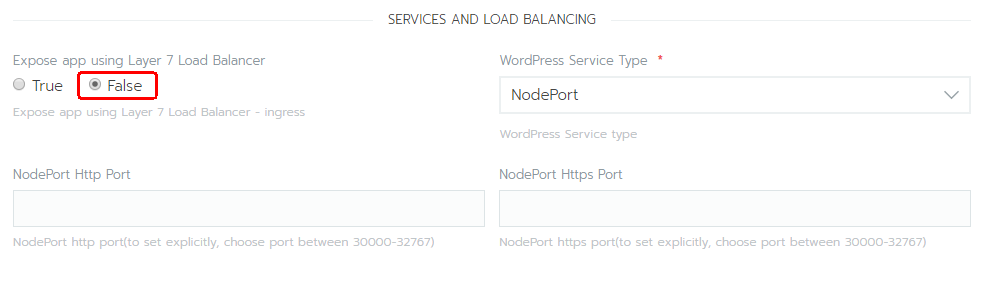 SERVICES AND LOAD BALANCING
Expose app using Layer 7 Load Balancer
True False
Expose app using Layer 7 Load Balancer - ingress
WordPress Service Type *
NodePort
WordPress Service type
NodePort Http Port
NodePort http port(to set explicitly, choose port between 30000-32767)
NodePort Https Port
NodePort https port(to set explicitly, choose port between 30000-32767)